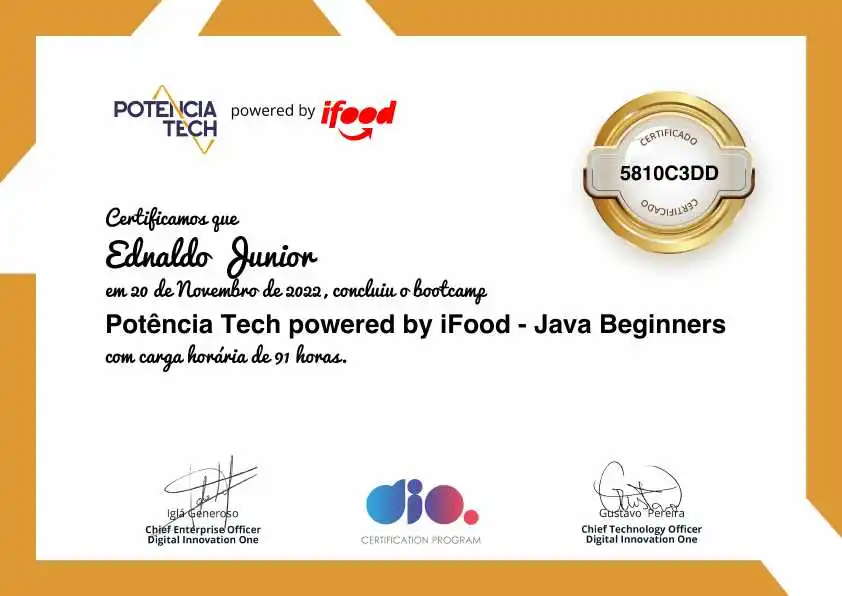 POTENCIA
TECH
powered by
ifood
CERTIFICADO
5810C3DD
CERTIFICADO
Certificamos que
Ednaldo Junior
em 20 de Novembro de 2022, concluiu o bootcamp
Potência Tech powered by iFood - Java Beginners
com carga horária de 91 horas.
Iglá Generoso
Chief Enterprise Officer
Digital Innovation One
dio.
CERTIFICATION PROGRAM
Gustavo Pereira
Chief Technology Officer
Digital Innovation One